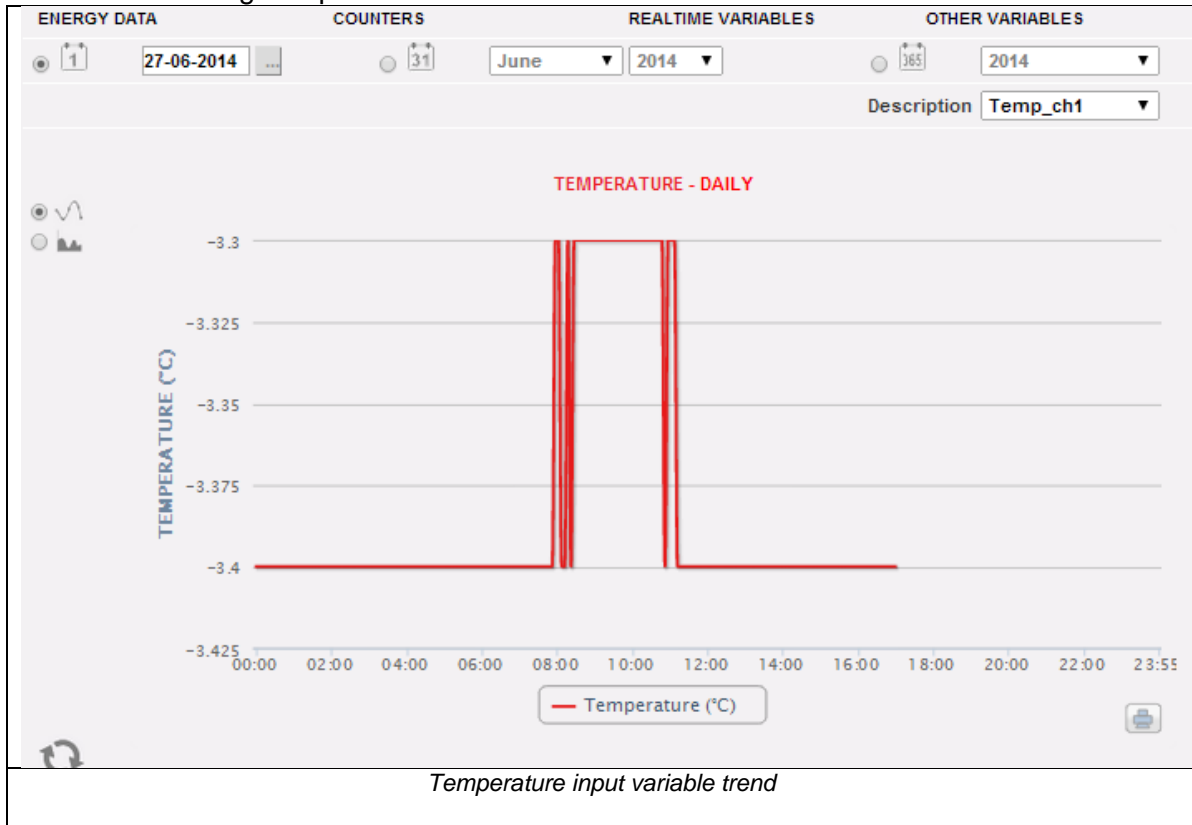 ENERGY DATA COUNTERS REALTIME VARIABLES OTHER VARIABLES
1 27-06-2014 ... 31 June 2014 365 2014
Description Temp_ch1
TEMPERATURE - DAILY
TEMPERATURE (°C)
-3.3
-3.325
-3.35
-3.375
-3.4
-3.425
00:00 02:00 04:00 06:00 08:00 10:00 12:00 14:00 16:00 18:00 20:00 22:00 23:55
Temperature (°C)
Temperature input variable trend